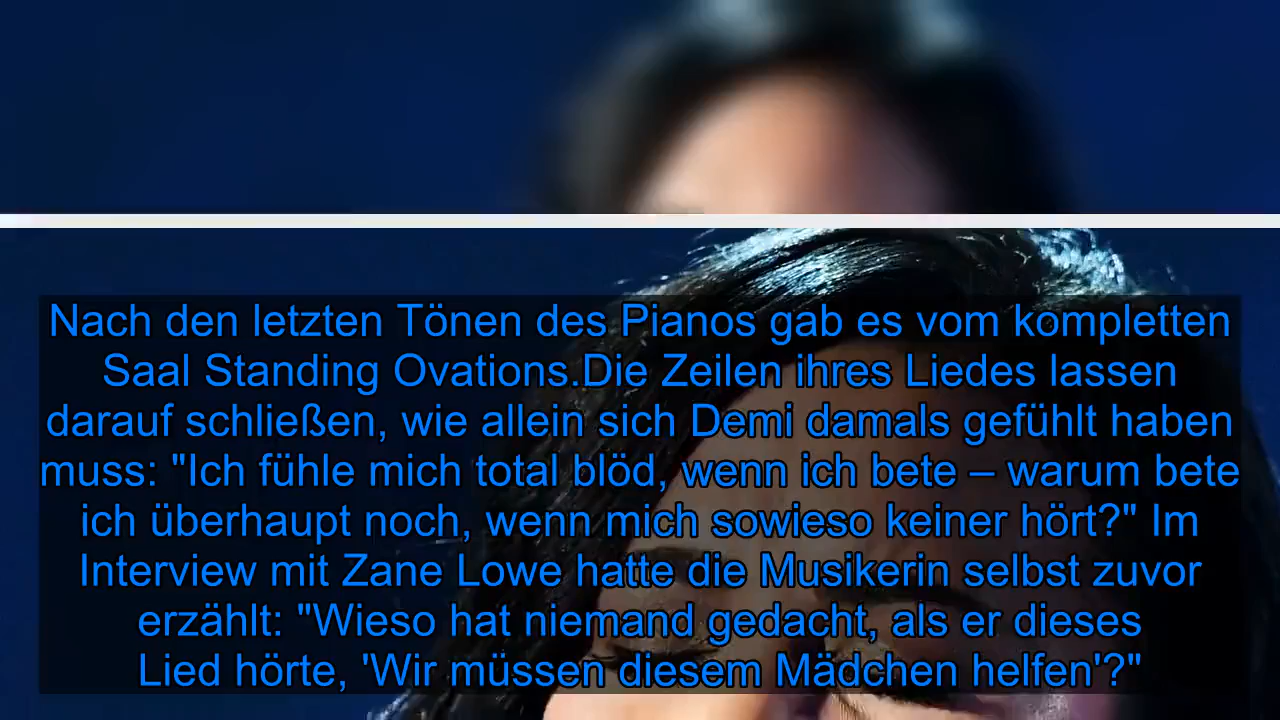 Nach den letzten Tönen des Pianos gab es vom kompletten
Saal Standing Ovations.Die Zeilen ihres Liedes lassen
darauf schließen, wie allein sich Demi damals gefühlt haben
muss: "Ich fühle mich total blöd, wenn ich bete – warum bete
ich überhaupt noch, wenn mich sowieso keiner hört?" Im
Interview mit Zane Lowe hatte die Musikerin selbst zuvor
erzählt: "Wieso hat niemand gedacht, als er dieses
Lied hörte, 'Wir müssen diesem Mädchen helfen'?"